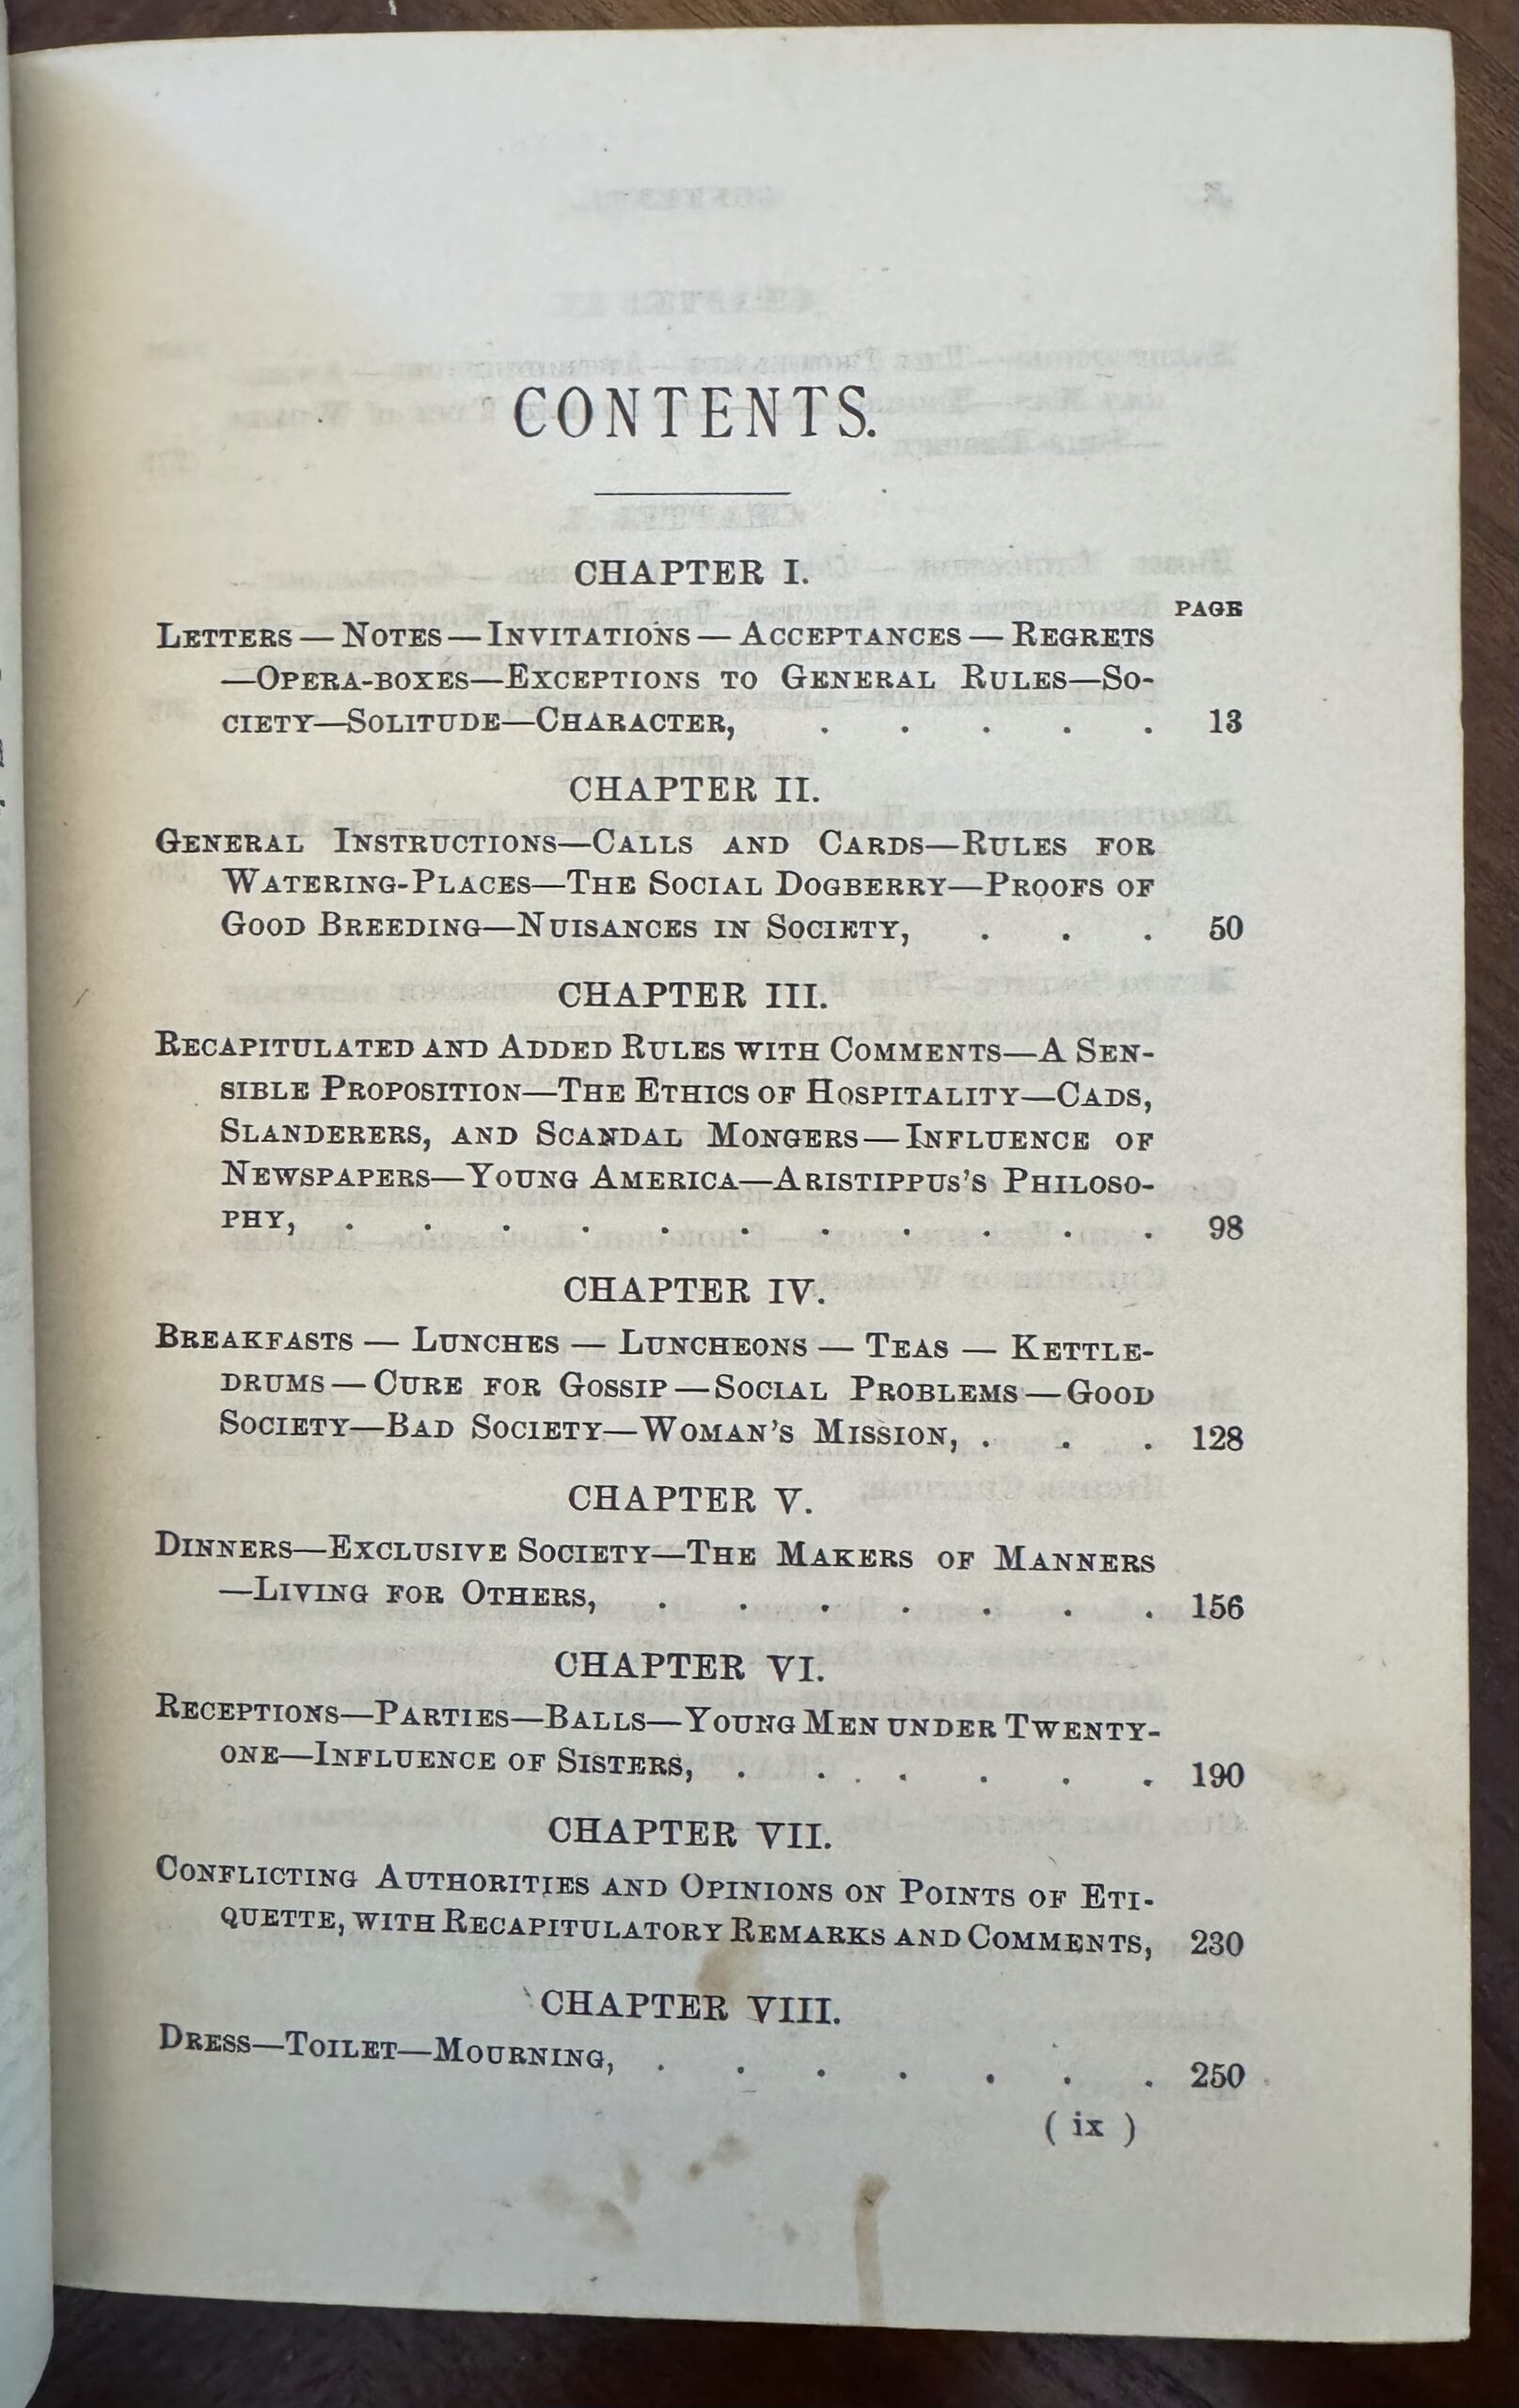 CONTENTS.
CHAPTER I.
PAGE
Letters — Notes — Invitations — Acceptances — Regrets
—Opera-boxes—Exceptions to General Rules—So-
ciety—Solitude—Character, . . . . . 13
CHAPTER II.
General Instructions—Calls and Cards—Rules for
Watering-Places—The Social Dogberry—Proofs of
Good Breeding—Nuisances in Society, . . . 50
CHAPTER III.
Recapitulated and Added Rules with Comments—A Sen-
sible Proposition—The Ethics of Hospitality—Cads,
Slanderers, and Scandal Mongers—Influence of
Newspapers—Young America—Aristippus's Philoso-
phy, . . . . . . . . . . . 98
CHAPTER IV.
Breakfasts — Lunches — Luncheons — Teas — Kettle-
drums—Cure for Gossip—Social Problems—Good
Society—Bad Society—Woman's Mission, . . . 128
CHAPTER V.
Dinners—Exclusive Society—The Makers of Manners
—Living for Others, . . . . . . . 156
CHAPTER VI.
Receptions—Parties—Balls—Young Men under Twenty-
one—Influence of Sisters, . . . . . . 190
CHAPTER VII.
Conflicting Authorities and Opinions on Points of Eti-
quette, with Recapitulatory Remarks and Comments, 230
CHAPTER VIII.
Dress—Toilet—Mourning, . . . . . . . 250
( ix )